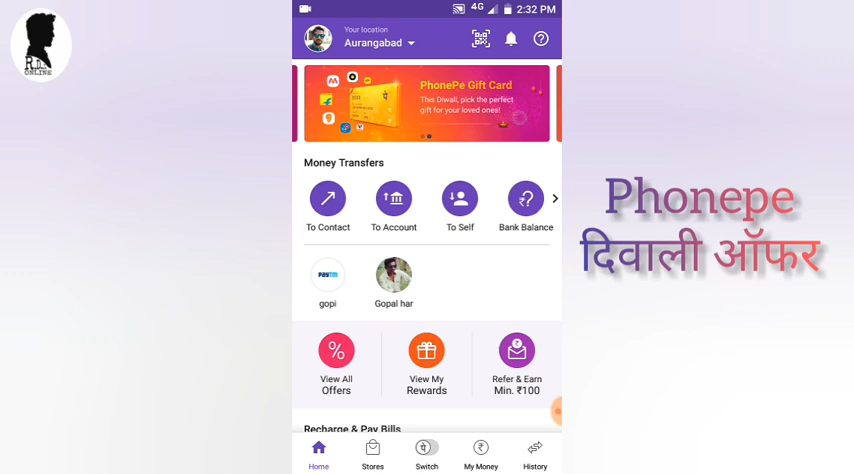 R.D.
ONLINE
4G 2:32 PM
Your location
Aurangabad
PhonePe Gift Card
This Diwali, pick the perfect
gift for your loved ones!
Money Transfers
To Contact To Account To Self Bank Balance
paytm
gopi Gopal har
View All
Offers
View My
Rewards
Refer & Earn
Min. ₹100
Recharge & Pay Bills
Home Stores Switch My Money History
Phonepe
दिवाली ऑफर